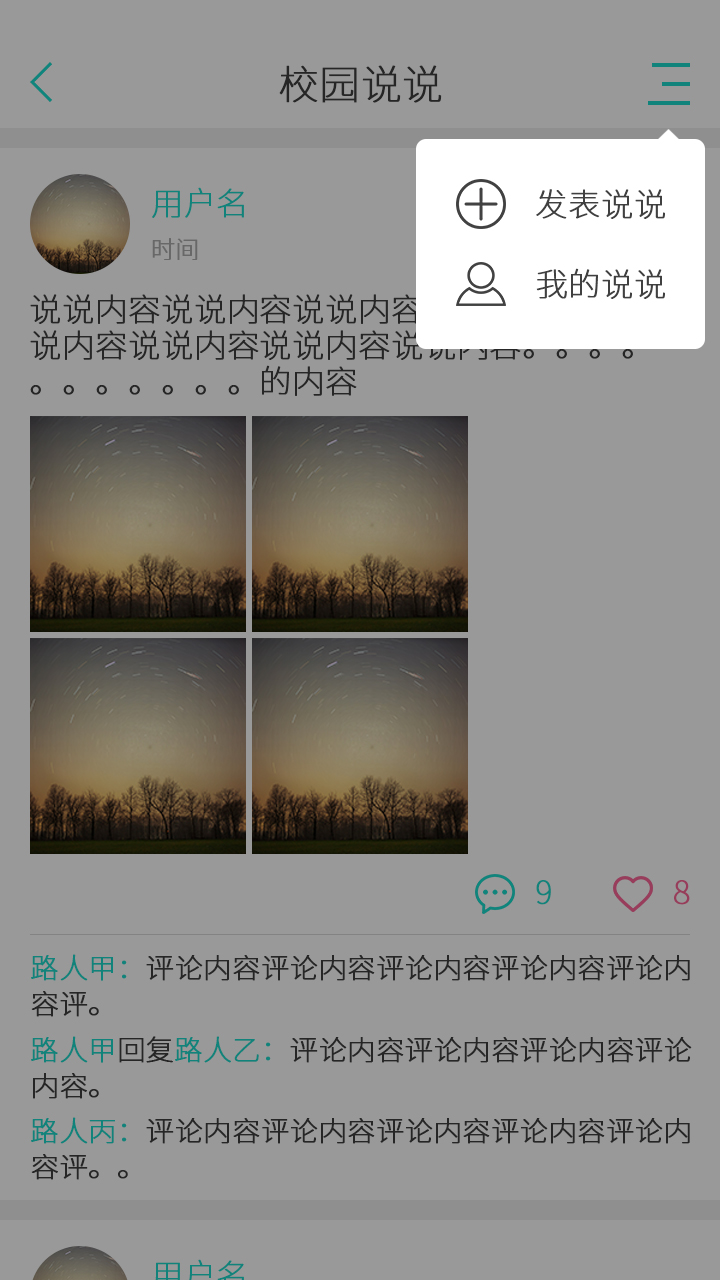 校园说说
发表说说
我的说说
用户名
时间
说说内容说说内容说说内容
说内容说说内容说说内容说说内容。。。。
。。。。。。。的内容
9
8
路人甲：评论内容评论内容评论内容评论内容评论内
容评。
路人甲回复路人乙：评论内容评论内容评论内容评论
内容。
路人丙：评论内容评论内容评论内容评论内容评论内
容评。。
用户名